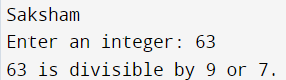 Saksham
Enter an integer: 63
63 is divisible by 9 or 7.